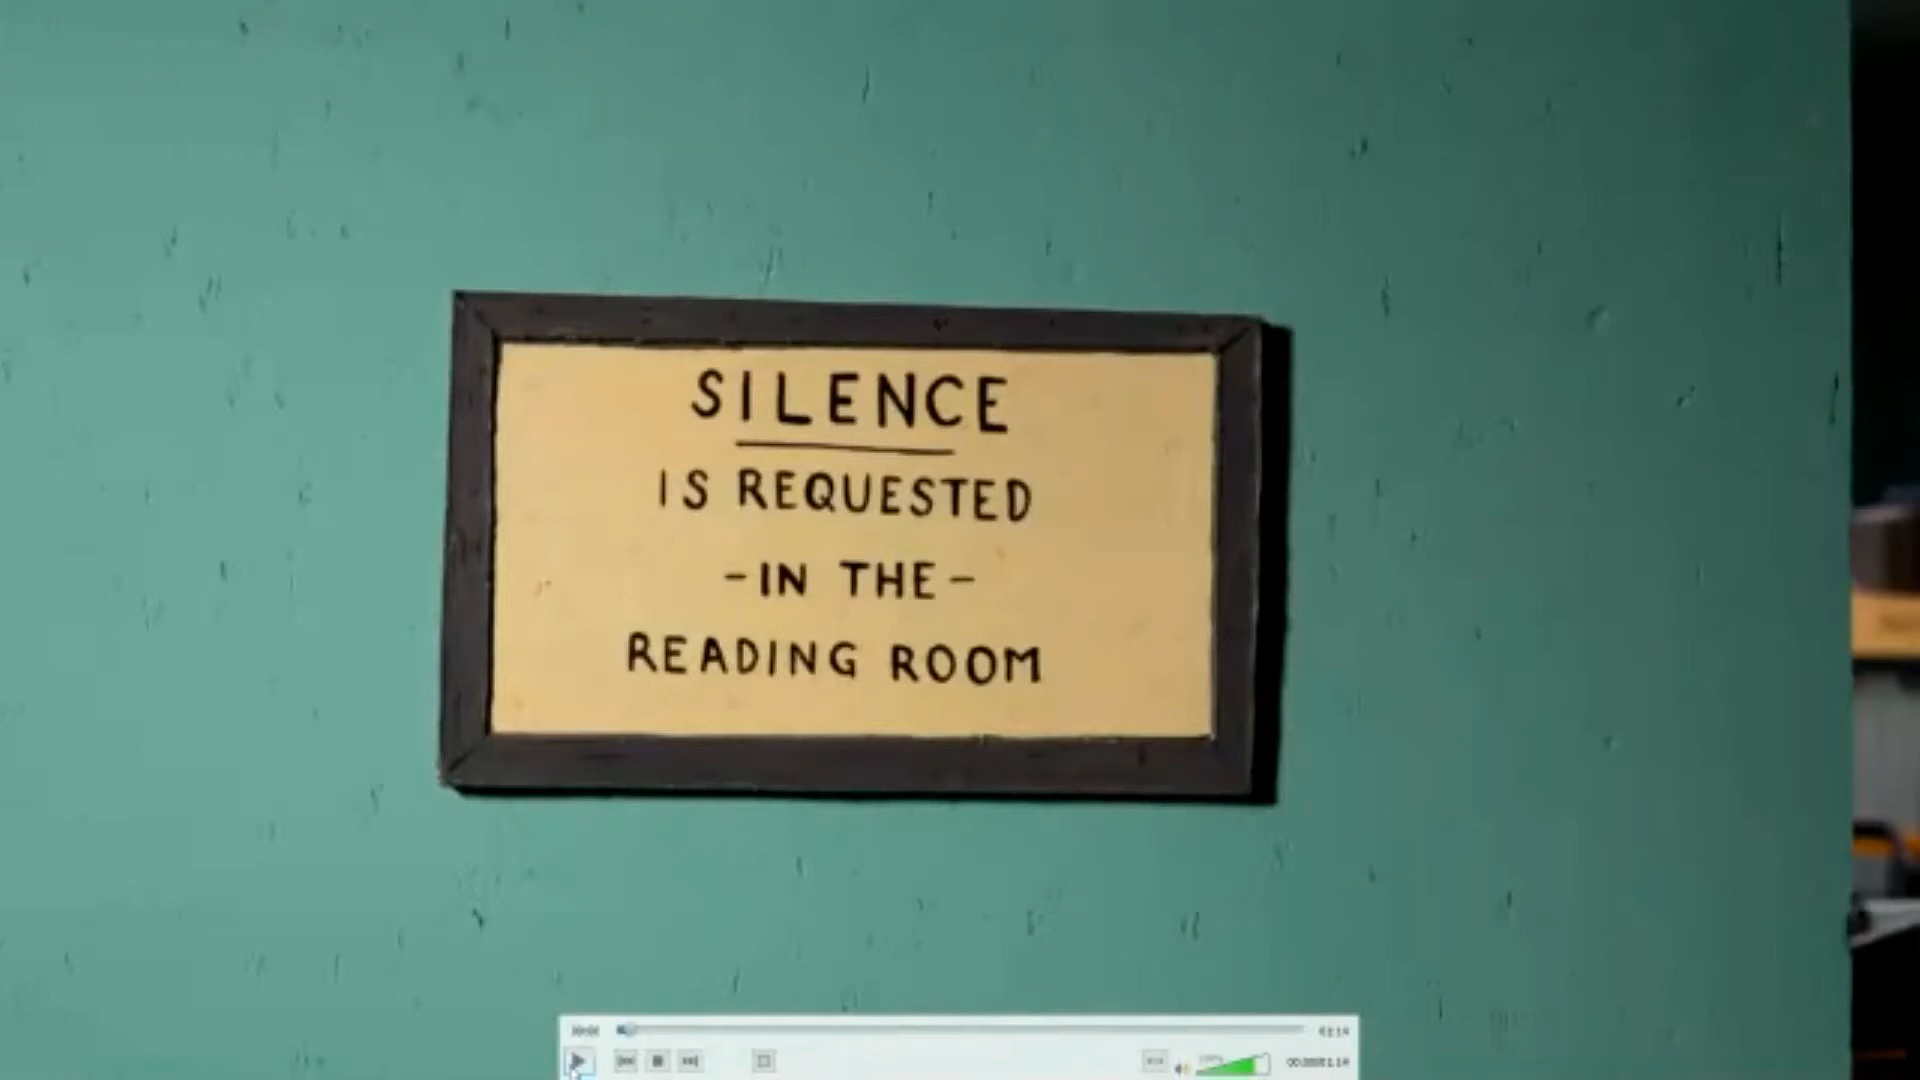 SILENCE
IS REQUESTED
-IN THE-
READING ROOM